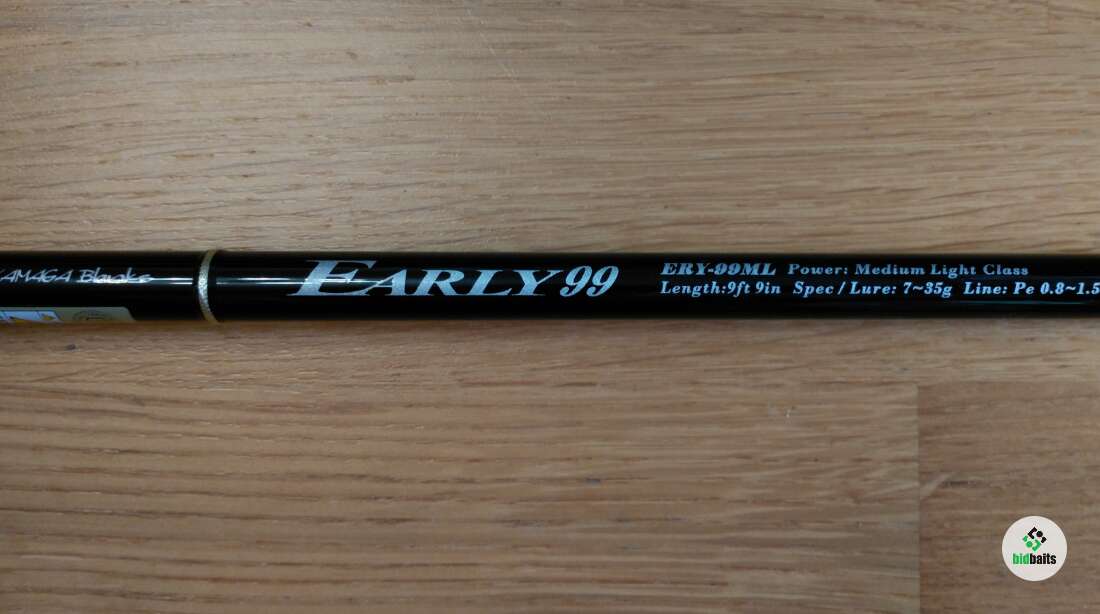 YAMAGA Blanks
EARLY 99
ERY-99ML Power: Medium Light Class
Length:9ft 9in Spec / Lure: 7~35g Line: Pe 0.8~1.5
bidbaits